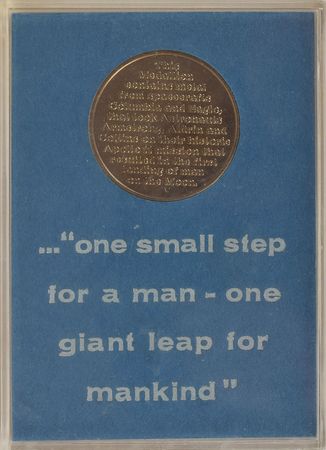 This
Medallion
contains metal
from spacecrafts
Columbia and Eagle,
that took Astronauts
Armstrong, Aldrin and
Collins on their historic
Apollo 11 mission that
resulted in the first
landing of man
on the Moon.
..."one small step
for a man - one
giant leap for
mankind"